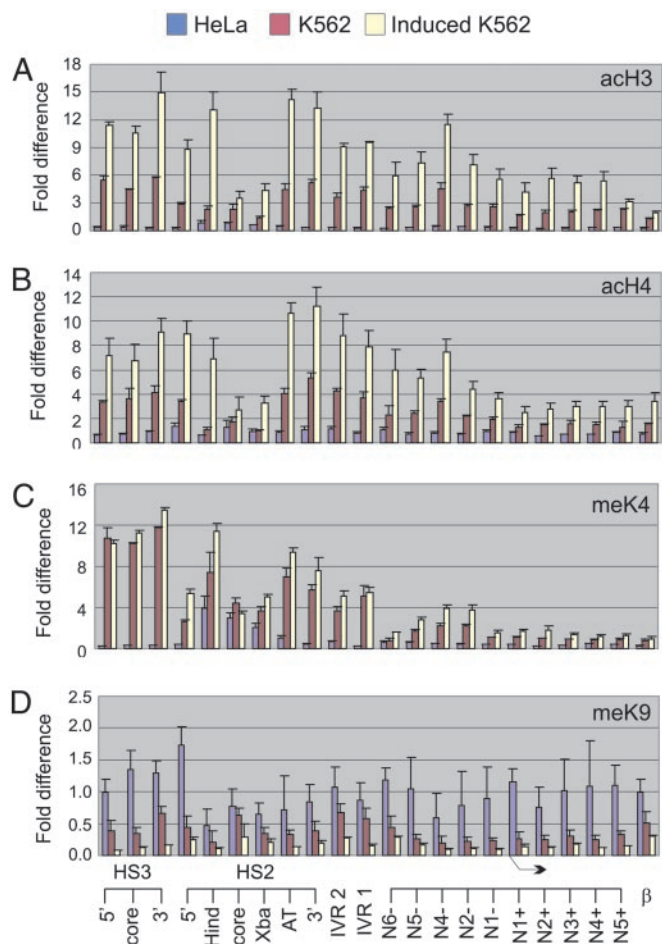 HeLa K562 Induced K562
A acH3
Fold difference
18
15
12
9
6
3
0
B acH4
Fold difference
14
12
10
8
6
4
2
0
C meK4
Fold difference
16
12
8
4
0
D meK9
Fold difference
2.5
2.0
1.5
1.0
0.5
0.0
HS3 HS2
5' core 3' 5' Hind core Xba AT 3' IVR 2 IVR 1 N6- N5- N4- N2- N1- N1+ N2+ N3+ N4+ N5+ β